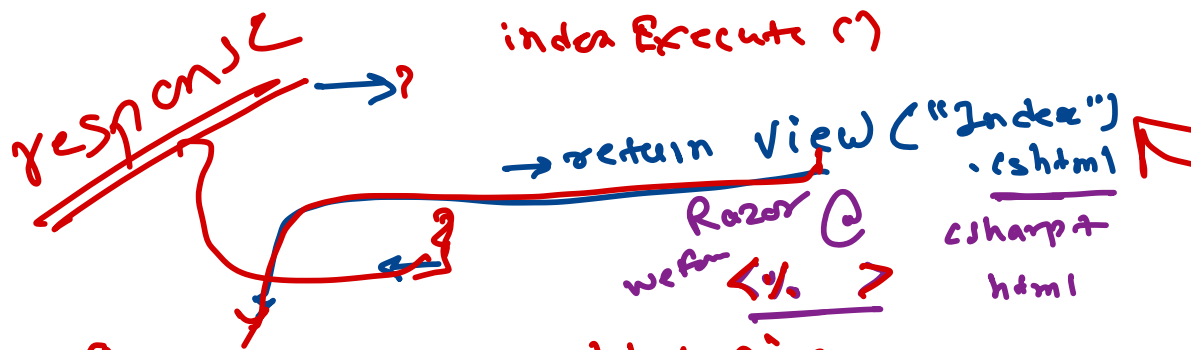 response
index Execute ()
?
→ return View ("Index")
.cshtml
Razor @
csharp +
<% >
html